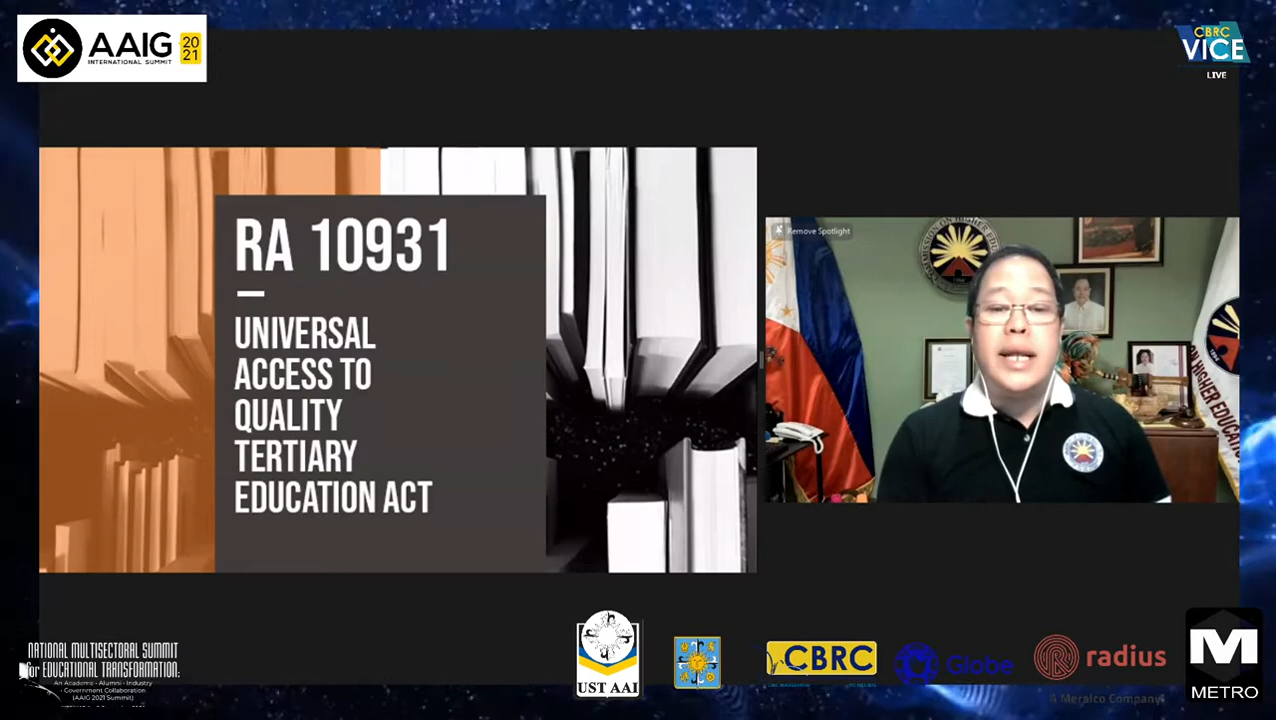 AAIG
20
21
INTERNATIONAL SUMMIT
CBRC
VICE
LIVE
RA 10931
UNIVERSAL
ACCESS TO
QUALITY
TERTIARY
EDUCATION ACT
Remove Spotlight
NATIONAL MULTISECTORAL SUMMIT
for EDUCATIONAL TRANSFORMATION:
An Academe - Alumni - Industry
- Government Collaboration
(AAIG 2021 Summit)
UST AAI
CBRC
Globe
radius
A Meralco Company
METRO